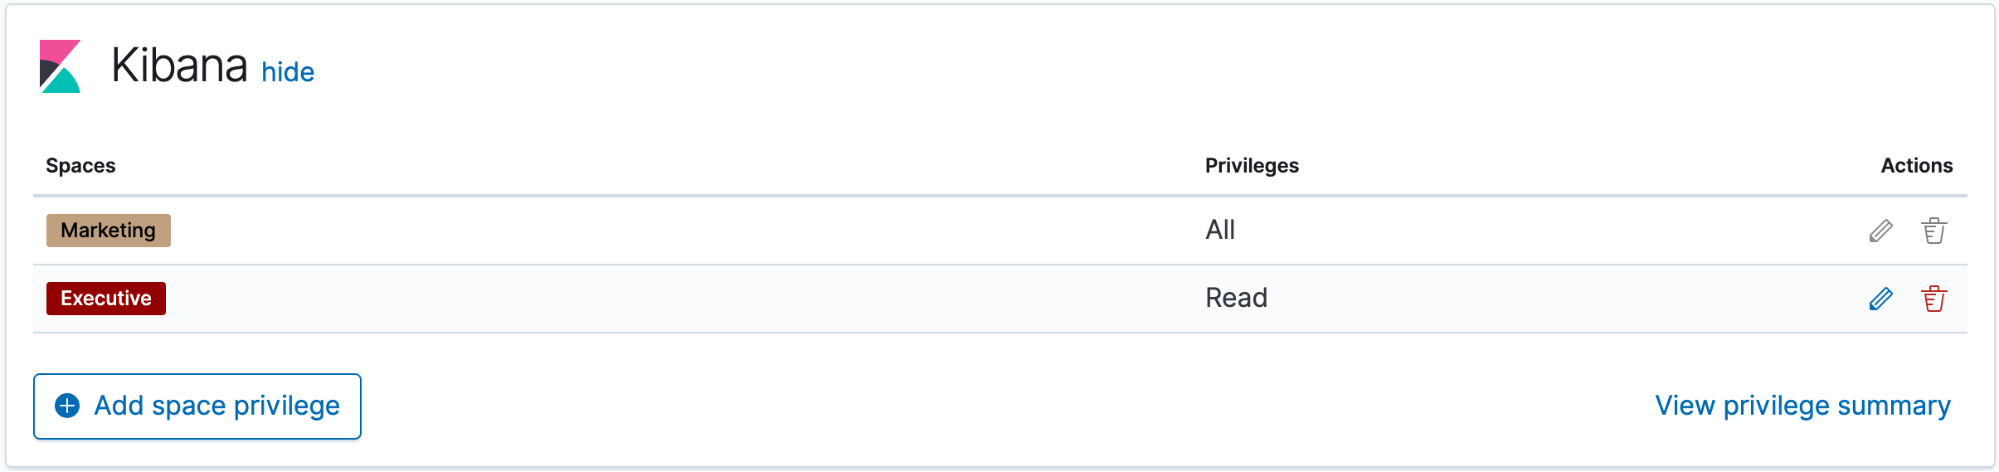 Kibana hide
Spaces Privileges Actions
Marketing All
Executive Read
Add space privilege View privilege summary